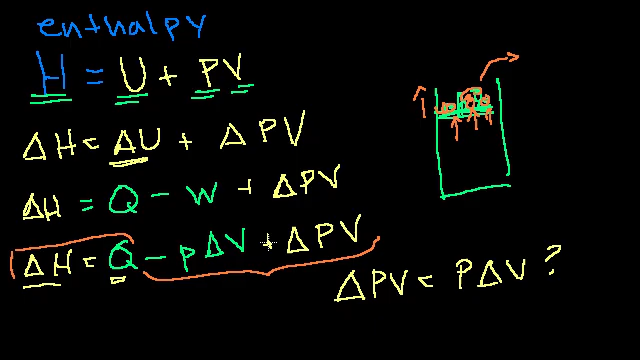 enthalpy
H = U + PV
ΔH = ΔU + ΔPV
ΔH = Q - W + ΔPV
ΔH = Q - PΔV + ΔPV
ΔPV = PΔV ?